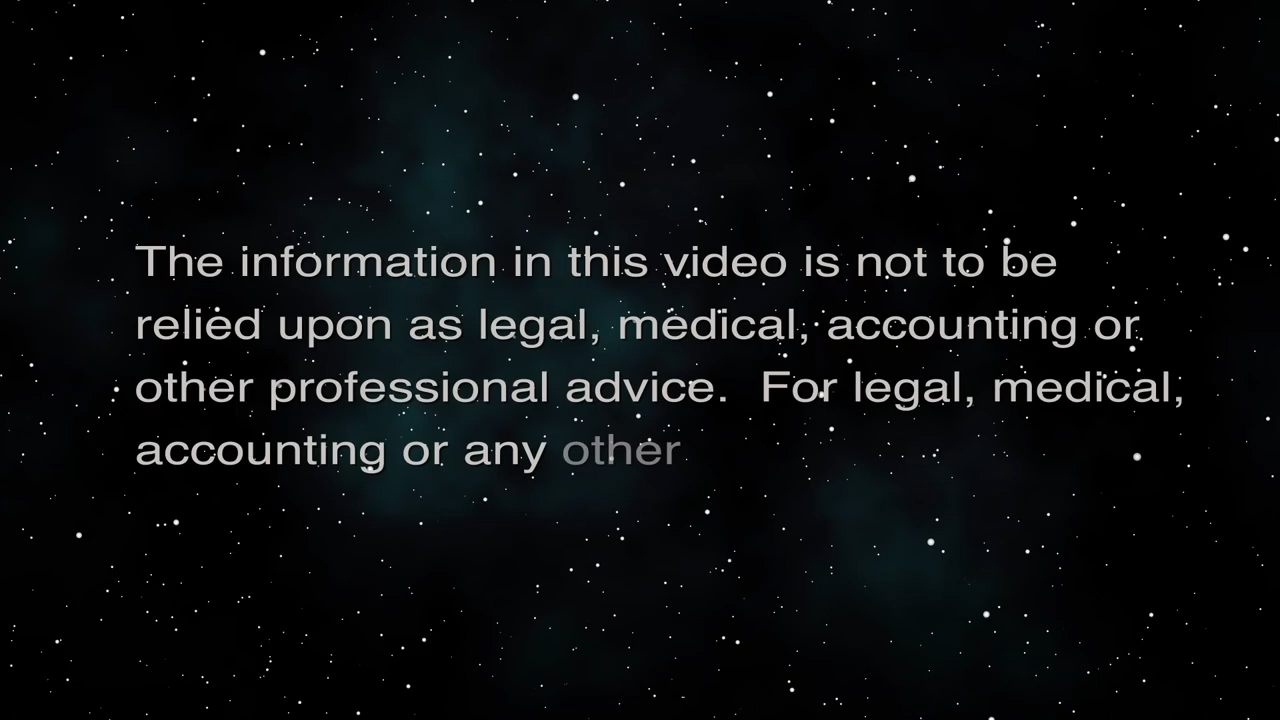 The information in this video is not to be
relied upon as legal, medical, accounting or
other professional advice.  For legal, medical,
accounting or any other